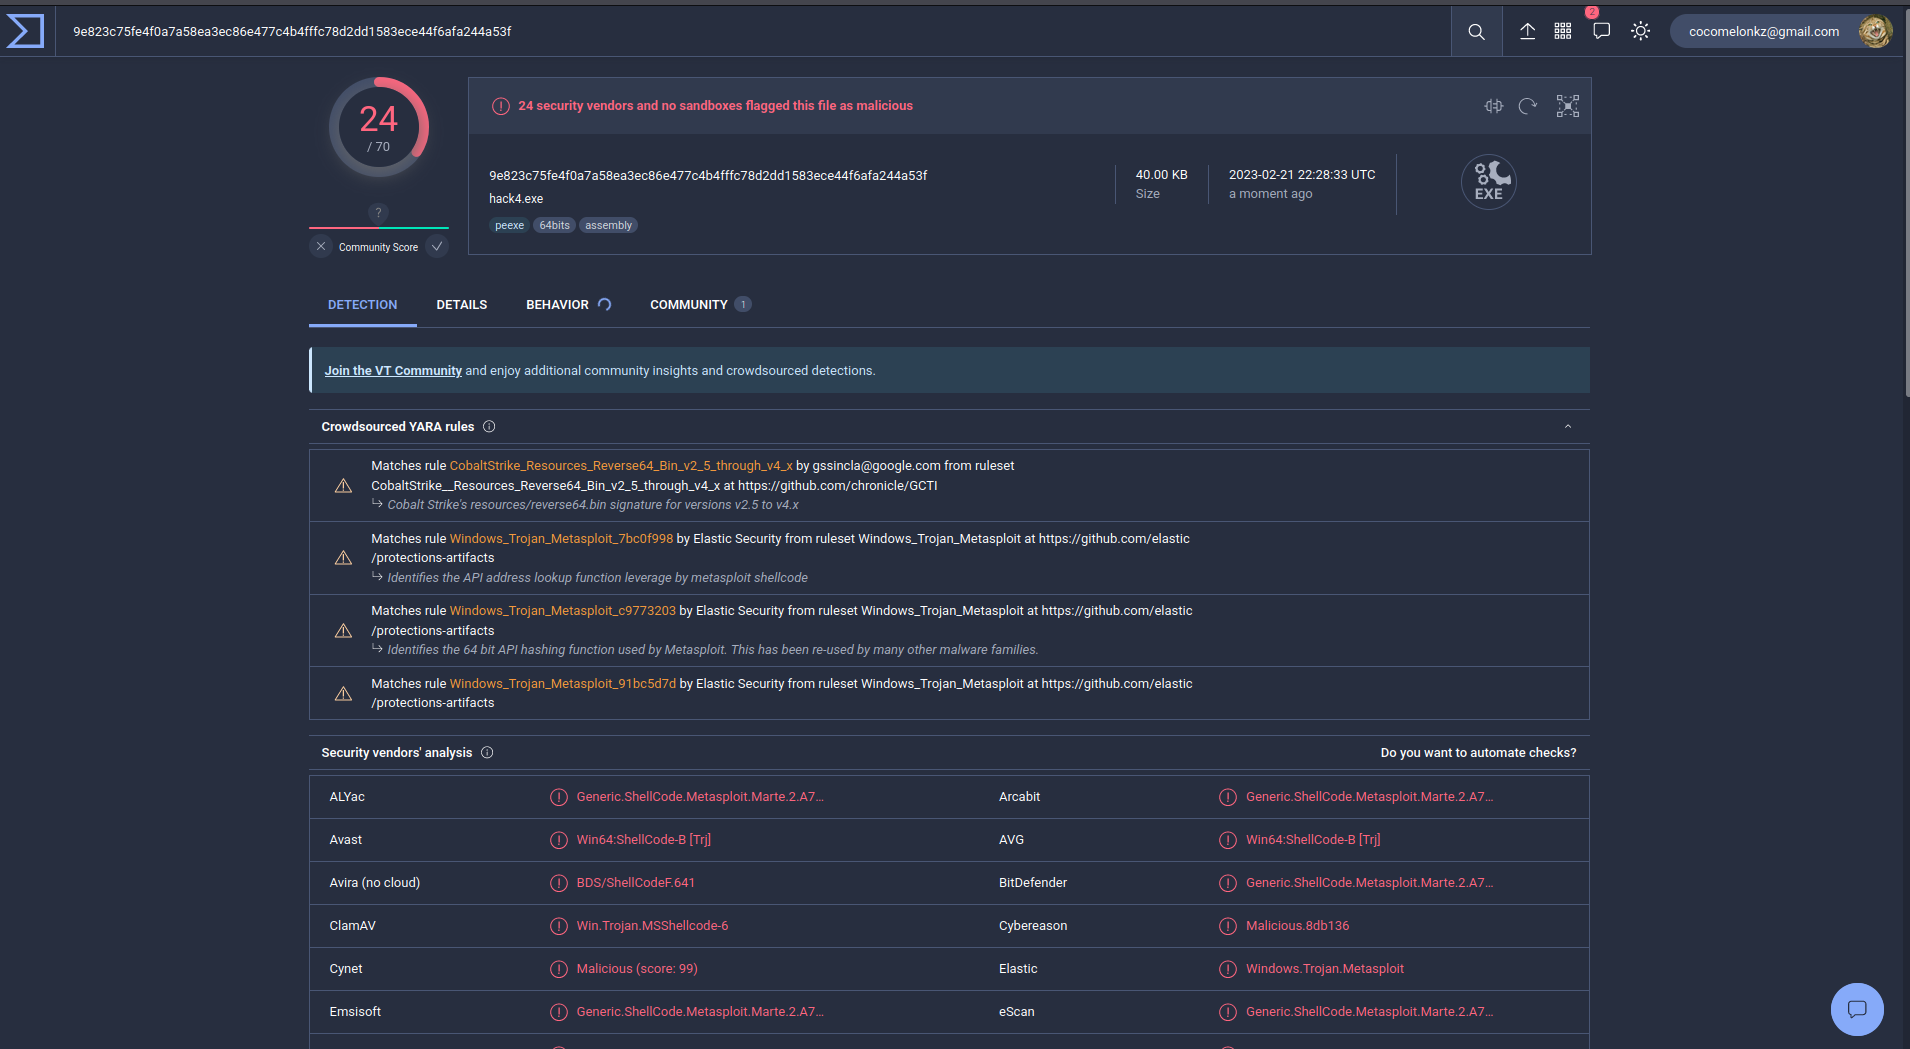 9e823c75fe4f0a7a58ea3ec86e477c4b4fffc78d2dd1583ece44f6afa244a53f
2
cocomelonkz@gmail.com
24
/ 70
?
Community Score
24 security vendors and no sandboxes flagged this file as malicious
9e823c75fe4f0a7a58ea3ec86e477c4b4fffc78d2dd1583ece44f6afa244a53f
hack4.exe
peexe 64bits assembly
40.00 KB
Size
2023-02-21 22:28:33 UTC
a moment ago
EXE
DETECTION DETAILS BEHAVIOR COMMUNITY 1
Join the VT Community and enjoy additional community insights and crowdsourced detections.
Crowdsourced YARA rules
Matches rule CobaltStrike_Resources_Reverse64_Bin_v2_5_through_v4_x by gssincla@google.com from ruleset
CobaltStrike__Resources_Reverse64_Bin_v2_5_through_v4_x at https://github.com/chronicle/GCTI
Cobalt Strike's resources/reverse64.bin signature for versions v2.5 to v4.x
Matches rule Windows_Trojan_Metasploit_7bc0f998 by Elastic Security from ruleset Windows_Trojan_Metasploit at https://github.com/elastic
/protections-artifacts
Identifies the API address lookup function leverage by metasploit shellcode
Matches rule Windows_Trojan_Metasploit_c9773203 by Elastic Security from ruleset Windows_Trojan_Metasploit at https://github.com/elastic
/protections-artifacts
Identifies the 64 bit API hashing function used by Metasploit. This has been re-used by many other malware families.
Matches rule Windows_Trojan_Metasploit_91bc5d7d by Elastic Security from ruleset Windows_Trojan_Metasploit at https://github.com/elastic
/protections-artifacts
Security vendors' analysis Do you want to automate checks?
ALYac Generic.ShellCode.Metasploit.Marte.2.A7... Arcabit Generic.ShellCode.Metasploit.Marte.2.A7...
Avast Win64:ShellCode-B [Trj] AVG Win64:ShellCode-B [Trj]
Avira (no cloud) BDS/ShellCodeF.641 BitDefender Generic.ShellCode.Metasploit.Marte.2.A7...
ClamAV Win.Trojan.MSShellcode-6 Cybereason Malicious.8db136
Cynet Malicious (score: 99) Elastic Windows.Trojan.Metasploit
Emsisoft Generic.ShellCode.Metasploit.Marte.2.A7... eScan Generic.ShellCode.Metasploit.Marte.2.A7...